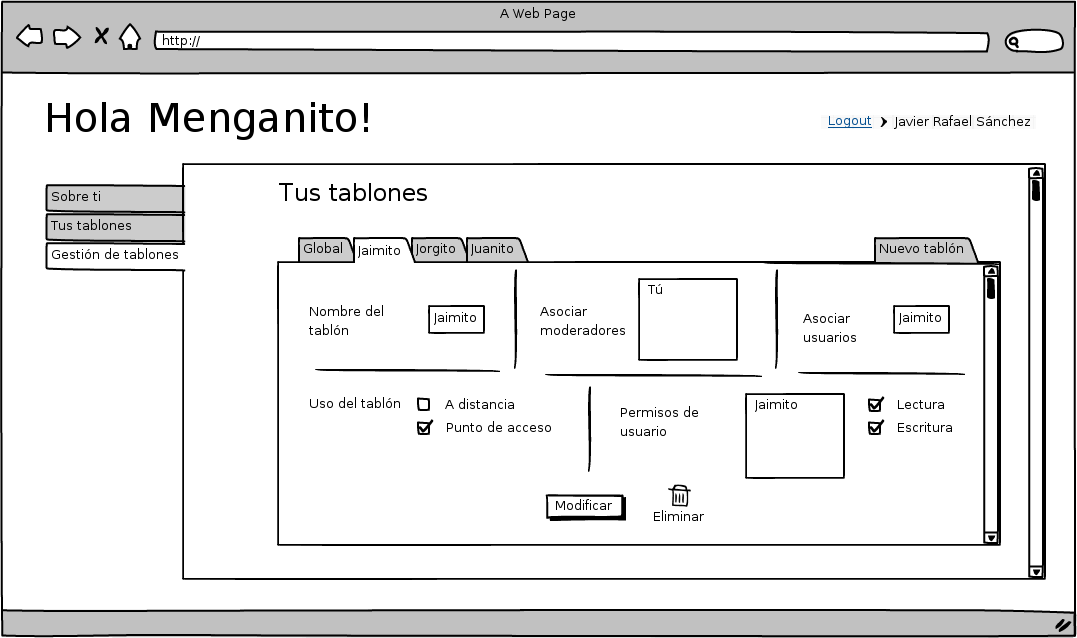 A Web Page
http://
Hola Menganito!
Logout Javier Rafael Sánchez
Sobre ti
Tus tablones
Gestión de tablones
Tus tablones
Global Jaimito Jorgito Juanito Nuevo tablón
Nombre del
tablón
Jaimito
Asociar
moderadores
Tú
Asociar
usuarios
Jaimito
Uso del tablón
A distancia
Punto de acceso
Permisos de
usuario
Jaimito
Lectura
Escritura
Modificar
Eliminar